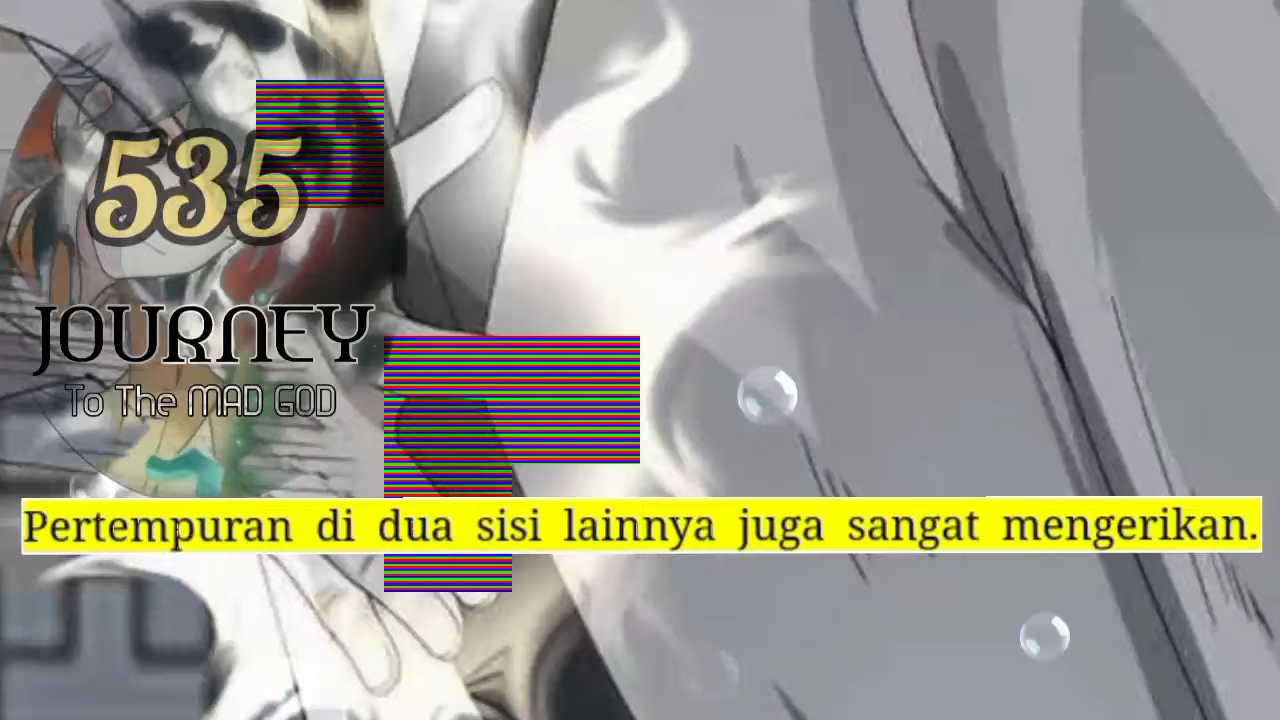 535
JOURNEY
To The MAD GOD
Pertempuran di dua sisi lainnya juga sangat mengerikan.